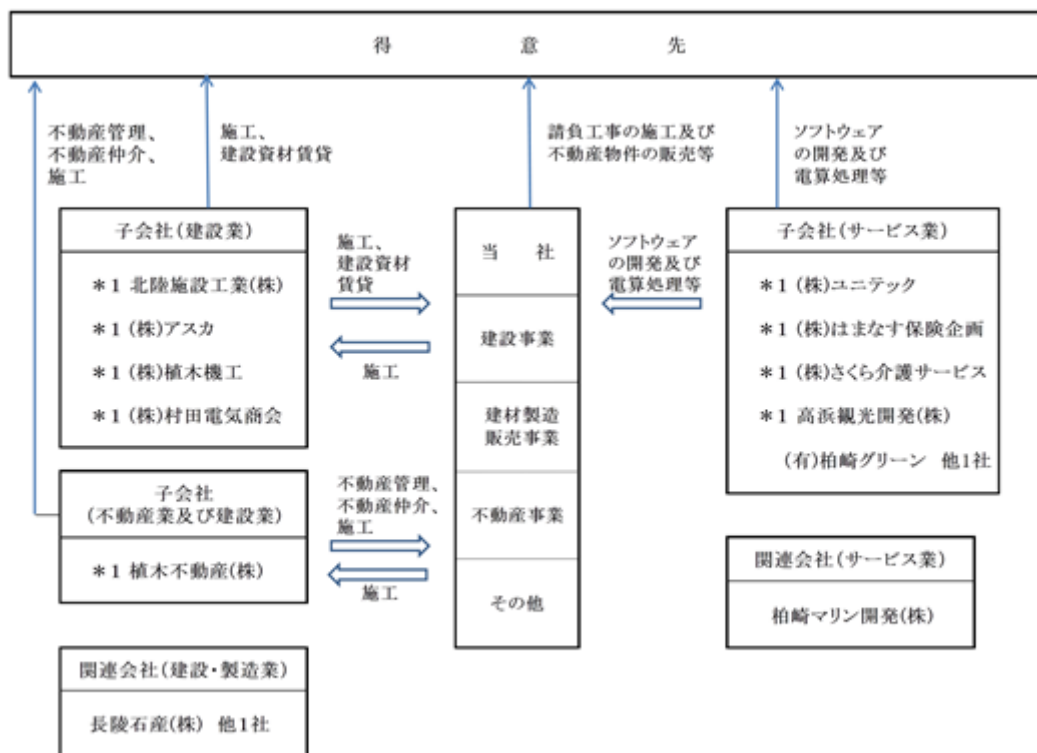 得意先
不動産管理、
不動産仲介、
施工
施工、
建設資材賃貸
請負工事の施工及び
不動産物件の販売等
ソフトウェア
の開発及び
電算処理等
子会社(建設業)
*1 北陸施設工業(株)
*1 (株)アスカ
*1 (株)植木機工
*1 (株)村田電気商会
施工、
建設資材
賃貸
施工
当社
建設事業
建材製造
販売事業
不動産事業
その他
ソフトウェア
の開発及び
電算処理等
子会社(サービス業)
*1 (株)ユニテック
*1 (株)はまなす保険企画
*1 (株)さくら介護サービス
*1 高浜観光開発(株)
(有)柏崎グリーン 他1社
子会社
(不動産業及び建設業)
*1 植木不動産(株)
不動産管理、
不動産仲介、
施工
施工
関連会社(サービス業)
柏崎マリン開発(株)
関連会社(建設・製造業)
長陵石産(株) 他1社